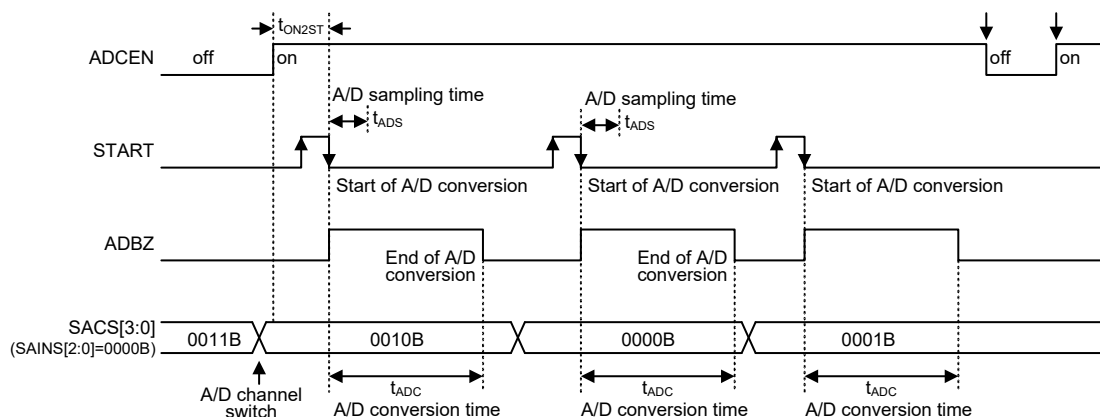 tON2ST
ADCEN
off
on
off
on
A/D sampling time
tADS
A/D sampling time
tADS
START
Start of A/D conversion
Start of A/D conversion
Start of A/D conversion
ADBZ
End of A/D
conversion
End of A/D
conversion
SACS[3:0]
(SAINS[2:0]=0000B)
0011B
0010B
0000B
0001B
A/D channel
switch
tADC
A/D conversion time
tADC
A/D conversion time
tADC
A/D conversion time